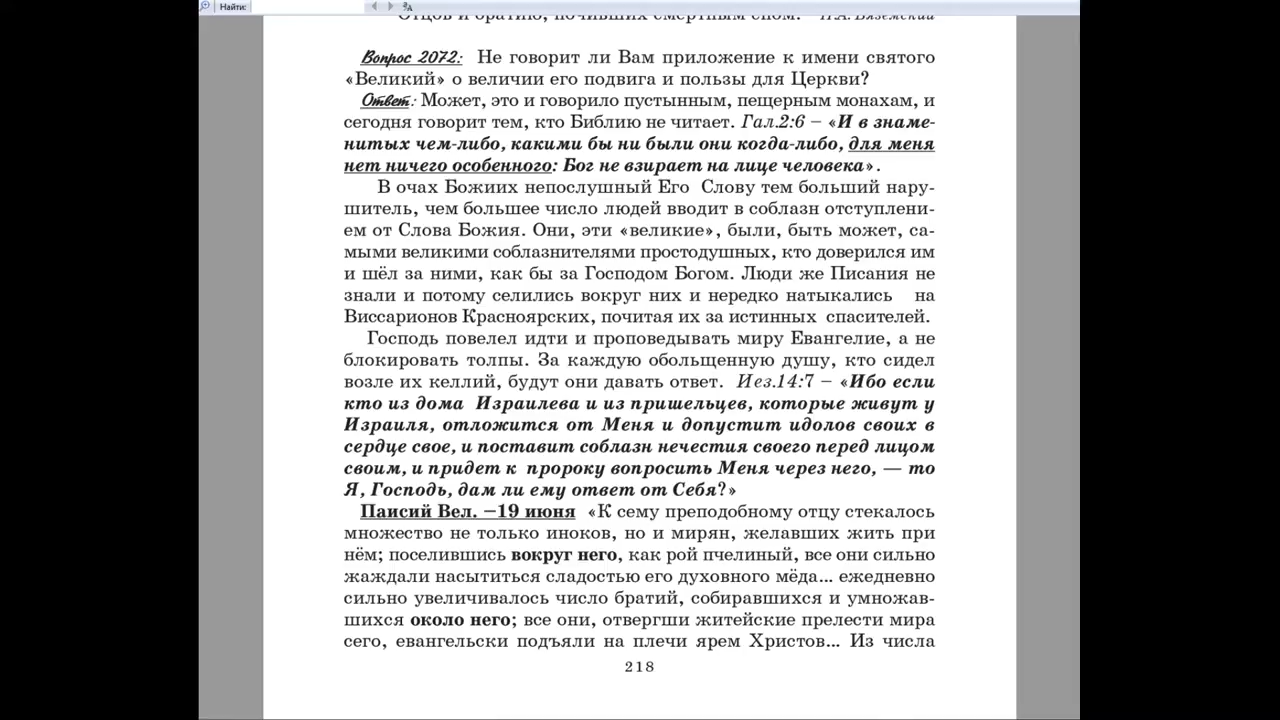 Найти:
Отцов и братию, почивших смертным сном. П.А. Вяземский
Вопрос 2072: Не говорит ли Вам приложение к имени святого
«Великий» о величии его подвига и пользы для Церкви?
Ответ: Может, это и говорило пустынным, пещерным монахам, и
сегодня говорит тем, кто Библию не читает. Гал.2:6 – «И в знаме-
нитых чем-либо, какими бы ни были они когда-либо, для меня
нет ничего особенного: Бог не взирает на лице человека».
В очах Божиих непослушный Его Слову тем больший нару-
шитель, чем большее число людей вводит в соблазн отступлени-
ем от Слова Божия. Они, эти «великие», были, быть может, са-
мыми великими соблазнителями простодушных, кто доверился им
и шёл за ними, как бы за Господом Богом. Люди же Писания не
знали и потому селились вокруг них и нередко натыкались на
Виссарионов Красноярских, почитая их за истинных спасителей.
Господь повелел идти и проповедывать миру Евангелие, а не
блокировать толпы. За каждую обольщенную душу, кто сидел
возле их келлий, будут они давать ответ. Иез.14:7 – «Ибо если
кто из дома Израилева и из пришельцев, которые живут у
Израиля, отложится от Меня и допустит идолов своих в
сердце свое, и поставит соблазн нечестия своего перед лицом
своим, и придет к пророку вопросить Меня через него, — то
Я, Господь, дам ли ему ответ от Себя?»
Паисий Вел. –19 июня «К сему преподобному отцу стекалось
множество не только иноков, но и мирян, желавших жить при
нём; поселившись вокруг него, как рой пчелиный, все они сильно
жаждали насытиться сладостью его духовного мёда... ежедневно
сильно увеличивалось число братий, собиравшихся и умножав-
шихся около него; все они, отвергши житейские прелести мира
сего, евангельски подъяли на плечи ярем Христов... Из числа
218